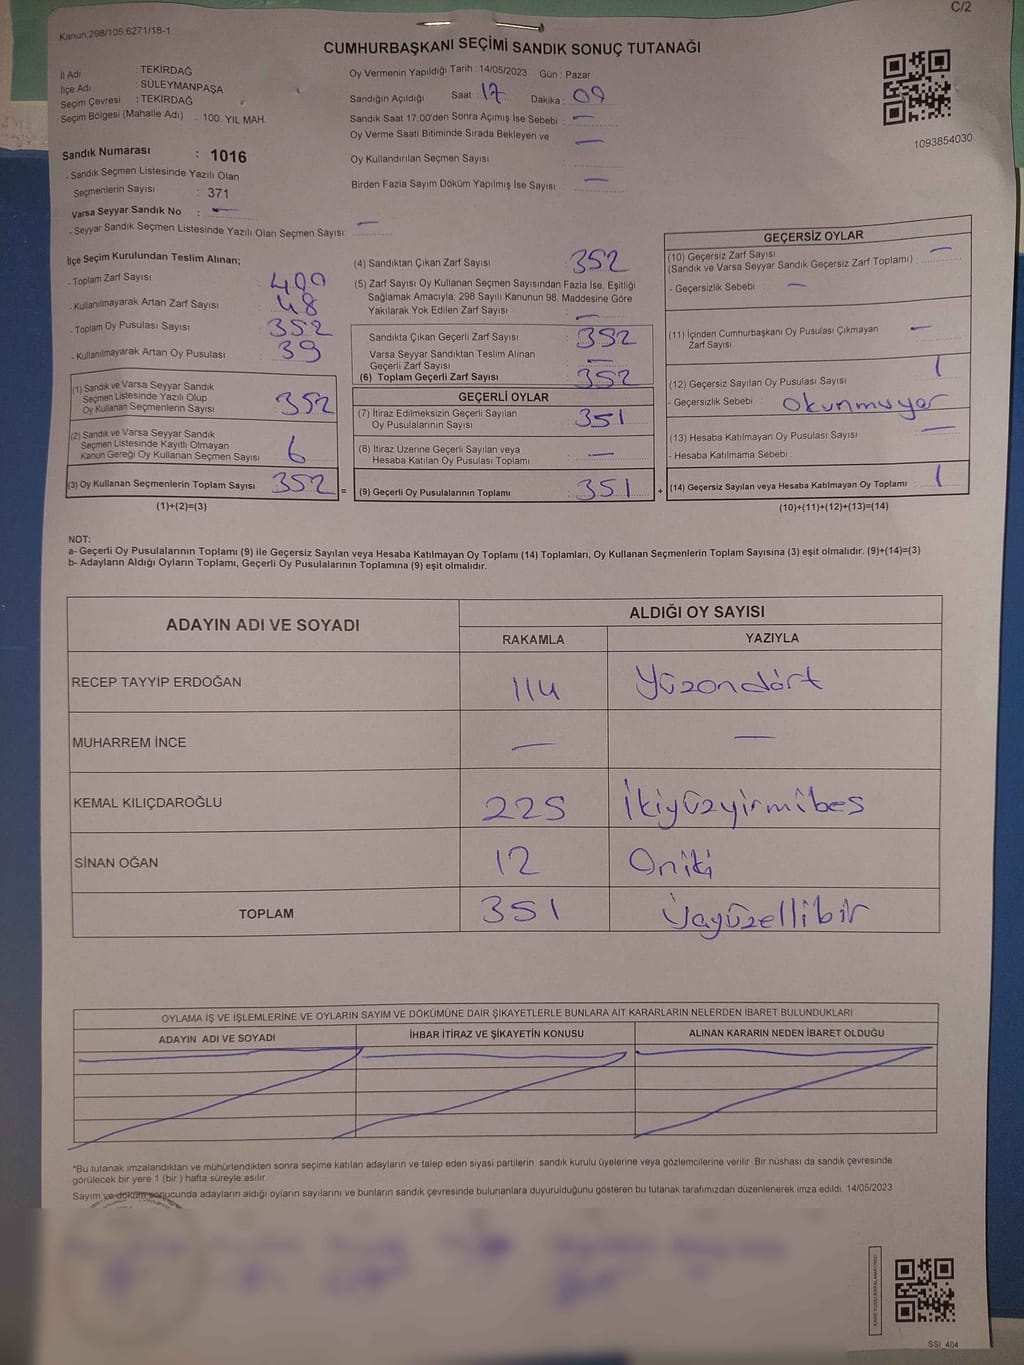 C/2
Kanun;298/105.6271/18-1
CUMHURBAŞKANI SEÇİMİ SANDIK SONUÇ TUTANAĞI
İl Adı : TEKİRDAĞ
İlçe Adı : SÜLEYMANPAŞA
Seçim Çevresi : TEKİRDAĞ
Seçim Bölgesi (Mahalle Adı) : 100. YIL MAH.
Sandık Numarası : 1016
- Sandık Seçmen Listesinde Yazılı Olan
Seçmenlerin Sayısı : 371
Varsa Seyyar Sandık No : —
- Seyyar Sandık Seçmen Listesinde Yazılı Olan Seçmen Sayısı: —
Oy Vermenin Yapıldığı Tarih : 14/05/2023 Gün : Pazar
Sandığın Açıldığı Saat : 17 Dakika : 09
Sandık Saat 17:00'den Sonra Açımış İse Sebebi : —
Oy Verme Saati Bitiminde Sırada Bekleyen ve —
Oy Kullandırılan Seçmen Sayısı
Birden Fazla Sayım Döküm Yapılmış İse Sayısı : —
1093854030
İlçe Seçim Kurulundan Teslim Alınan;
- Toplam Zarf Sayısı : 400
- Kullanılmayarak Artan Zarf Sayısı : 48
- Toplam Oy Pusulası Sayısı : 352
- Kullanılmayarak Artan Oy Pusulası : 39
(1) Sandık ve Varsa Seyyar Sandık
Seçmen Listesinde Yazılı Olup
Oy Kullanan Seçmenlerin Sayısı : 352
(2) Sandık ve Varsa Seyyar Sandık
Seçmen Listesinde Kayıtlı Olmayan
Kanun Gereği Oy Kullanan Seçmen Sayısı : 6
(3) Oy Kullanan Seçmenlerin Toplam Sayısı : 352 =
(1)+(2)=(3)
(4) Sandıktan Çıkan Zarf Sayısı : 352
(5) Zarf Sayısı Oy Kullanan Seçmen Sayısından Fazla İse, Eşitliği
Sağlamak Amacıyla; 298 Sayılı Kanunun 98. Maddesine Göre
Yakılarak Yok Edilen Zarf Sayısı : —
Sandıkta Çıkan Geçerli Zarf Sayısı : 352
Varsa Seyyar Sandıktan Teslim Alınan
Geçerli Zarf Sayısı : —
(6) Toplam Geçerli Zarf Sayısı : 352
GEÇERLİ OYLAR
(7) İtiraz Edilmeksizin Geçerli Sayılan
Oy Pusulalarının Sayısı : 351
(8) İtiraz Üzerine Geçerli Sayılan veya
Hesaba Katılan Oy Pusulası Toplamı : —
(9) Geçerli Oy Pusulalarının Toplamı : 351 +
GEÇERSİZ OYLAR
(10) Geçersiz Zarf Sayısı —
(Sandık ve Varsa Seyyar Sandık Geçersiz Zarf Toplamı) :
- Geçersizlik Sebebi : —
(11) İçinden Cumhurbaşkanı Oy Pusulası Çıkmayan —
Zarf Sayısı
(12) Geçersiz Sayılan Oy Pusulası Sayısı : 1
- Geçersizlik Sebebi : Okunmuyor
(13) Hesaba Katılmayan Oy Pusulası Sayısı : —
- Hesaba Katılmama Sebebi :
(14) Geçersiz Sayılan veya Hesaba Katılmayan Oy Toplamı : 1
(10)+(11)+(12)+(13)=(14)
NOT:
a- Geçerli Oy Pusulalarının Toplamı (9) ile Geçersiz Sayılan veya Hesaba Katılmayan Oy Toplamı (14) Toplamları, Oy Kullanan Seçmenlerin Toplam Sayısına (3) eşit olmalıdır. (9)+(14)=(3)
b- Adayların Aldığı Oyların Toplamı, Geçerli Oy Pusulalarının Toplamına (9) eşit olmalıdır.
ADAYIN ADI VE SOYADI ALDIĞI OY SAYISI
RAKAMLA YAZIYLA
RECEP TAYYİP ERDOĞAN 114 Yüzondört
MUHARREM İNCE — —
KEMAL KILIÇDAROĞLU 225 İkiyüzyirmibes
SİNAN OĞAN 12 Oniki
TOPLAM 351 Üçyüzellibir
OYLAMA İŞ VE İŞLEMLERİNE VE OYLARIN SAYIM VE DÖKÜMÜNE DAİR ŞİKAYETLERLE BUNLARA AİT KARARLARIN NELERDEN İBARET BULUNDUKLARI
ADAYIN ADI VE SOYADI İHBAR İTİRAZ VE ŞİKAYETİN KONUSU ALINAN KARARIN NEDEN İBARET OLDUĞU
*Bu tutanak imzalandıktan ve mühürlendikten sonra seçime katılan adayların ve talep eden siyasi partilerin sandık kurulu üyelerine veya gözlemcilerine verilir. Bir nüshası da sandık çevresinde
görülecek bir yere 1 (bir ) hafta süreyle asılır.
Sayım ve döküm sonucunda adayların aldığı oyların sayılarını ve bunların sandık çevresinde bulunanlara duyurulduğunu gösteren bu tutanak tarafımızdan düzenlenerek imza edildi. 14/05/2023
SSI_404